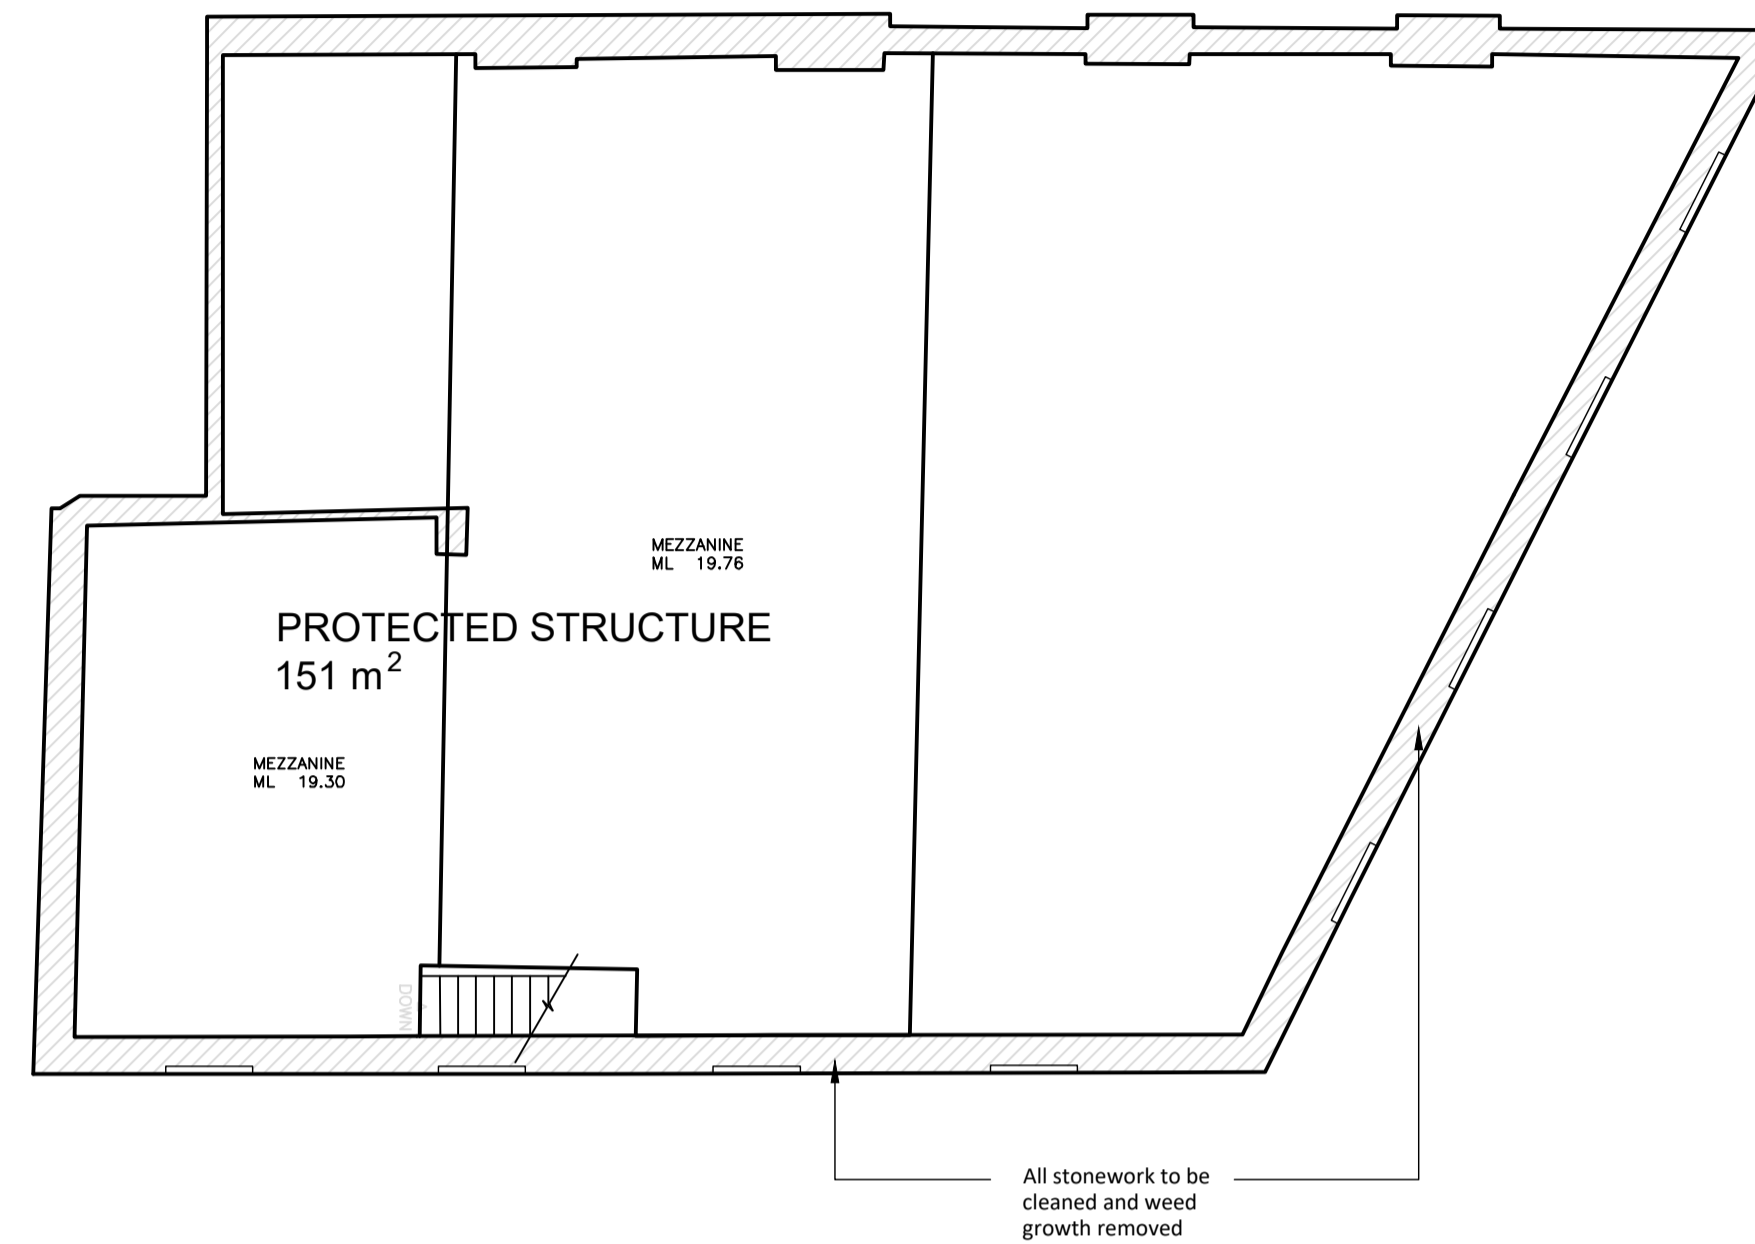 MEZZANINE
ML 19.76
PROTECTED STRUCTURE
151 m²
MEZZANINE
ML 19.30
DOWN
All stonework to be
cleaned and weed
growth removed